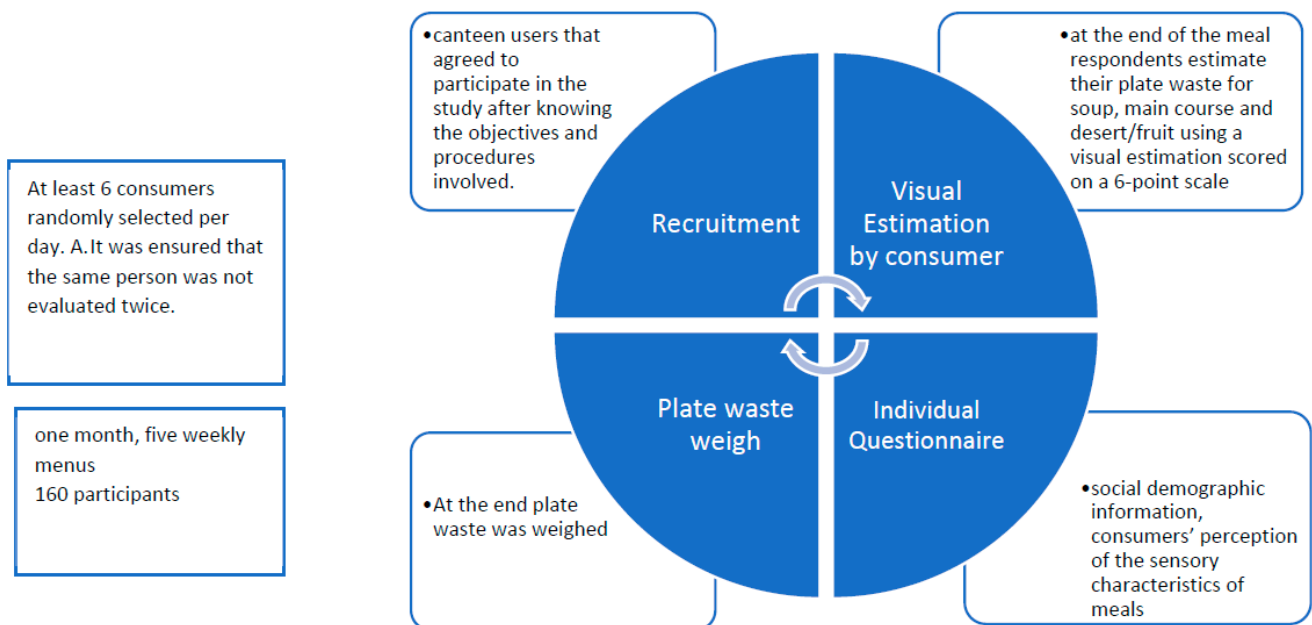 At least 6 consumers
randomly selected per
day. A.It was ensured that
the same person was not
evaluated twice.
one month, five weekly
menus
160 participants
•canteen users that
agreed to
participate in the
study after knowing
the objectives and
procedures
involved.
Recruitment
•at the end of the meal
respondents estimate
their plate waste for
soup, main course and
desert/fruit using a
visual estimation scored
on a 6-point scale
Visual
Estimation
by consumer
Plate waste
weigh
•At the end plate
waste was weighed
Individual
Questionnaire
•social demographic
information,
consumers’ perception
of the sensory
characteristics of
meals